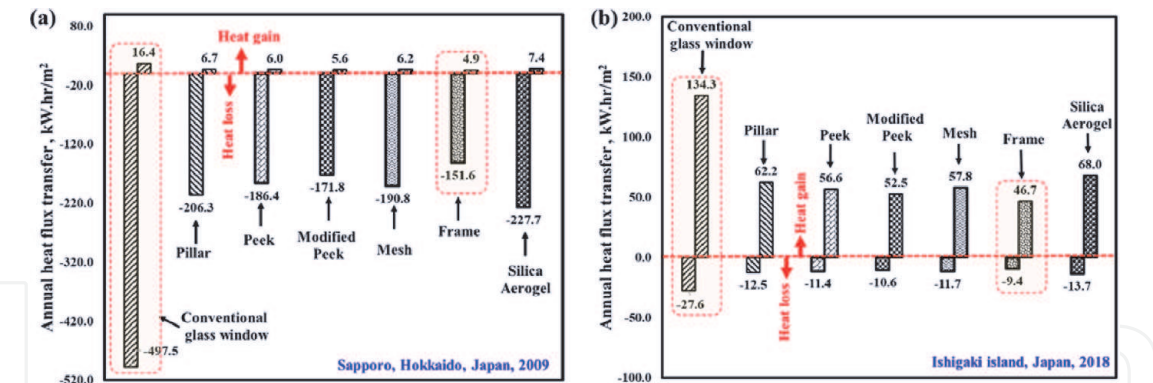 (a)
80.0
-20.0
-120.0
-220.0
-320.0
-420.0
-520.0
Annual heat flux transfer , kW.hr/m²
16.4
6.7
Heat gain
6.0
5.6
6.2
4.9
7.4
Heat loss
-497.5
-206.3
-186.4
-171.8
-190.8
-151.6
-227.7
Pillar
Peek
Modified
Peek
Mesh
Frame
Silica
Aerogel
Conventional
glass window
Sapporo, Hokkaido, Japan, 2009
(b)
200.0
150.0
100.0
50.0
0.0
-50.0
-100.0
Annual heat flux transfer , kW.hr/m²
Conventional
glass window
134.3
Pillar
62.2
Peek
56.6
Modified
Peek
52.5
Mesh
57.8
Frame
46.7
Silica
Aerogel
68.0
Heat gain
Heat loss
-27.6
-12.5
-11.4
-10.6
-11.7
-9.4
-13.7
Ishigaki island, Japan, 2018